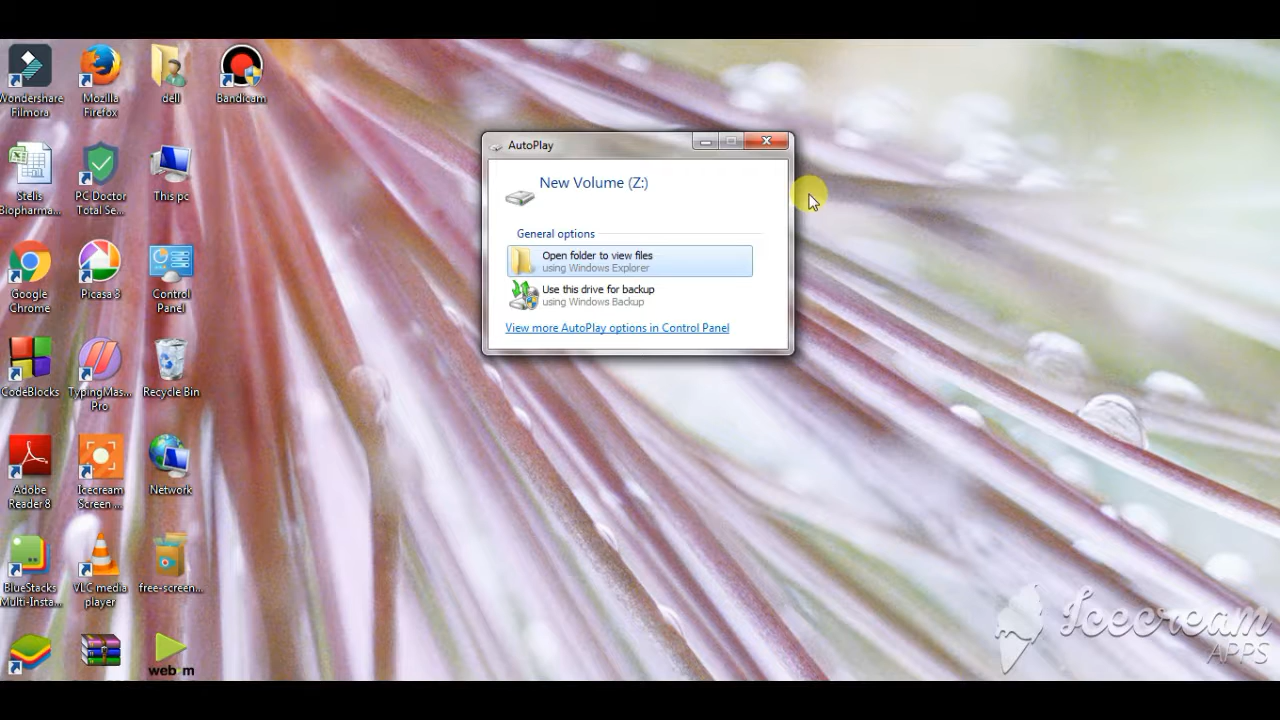 Wondershare
Filmora
Mozilla
Firefox
dell
Bandicam
Stelis
Biopharma...
PC Doctor
Total Se...
This pc
Google
Chrome
Picasa 3
Control
Panel
CodeBlocks
TypingMas...
Pro
Recycle Bin
Adobe
Reader 8
Icecream
Screen ...
Network
BlueStacks
Multi-Insta...
VLC media
player
free-screen...
webm
AutoPlay
New Volume (Z:)
General options
Open folder to view files
using Windows Explorer
Use this drive for backup
using Windows Backup
View more AutoPlay options in Control Panel
Icecream
APPS